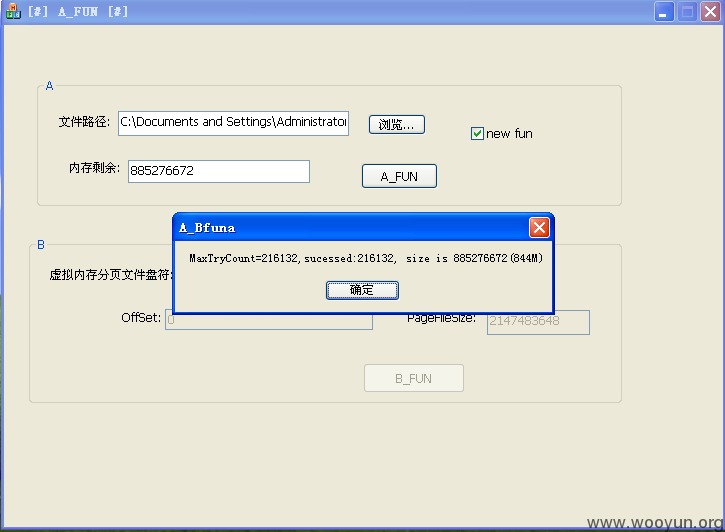 [#] A_FUN [#]
A
文件路径: C:\Documents and Settings\Administrator 浏览...
new fun
内存剩余: 885276672
A_FUN
A_Bfuna
MaxTryCount=216132,sucessed:216132, size is 885276672(844M)
确定
B
虚拟内存分页文件盘符:
OffSet: 0
PageFileSize: 2147483648
B_FUN
www.wooyun.org